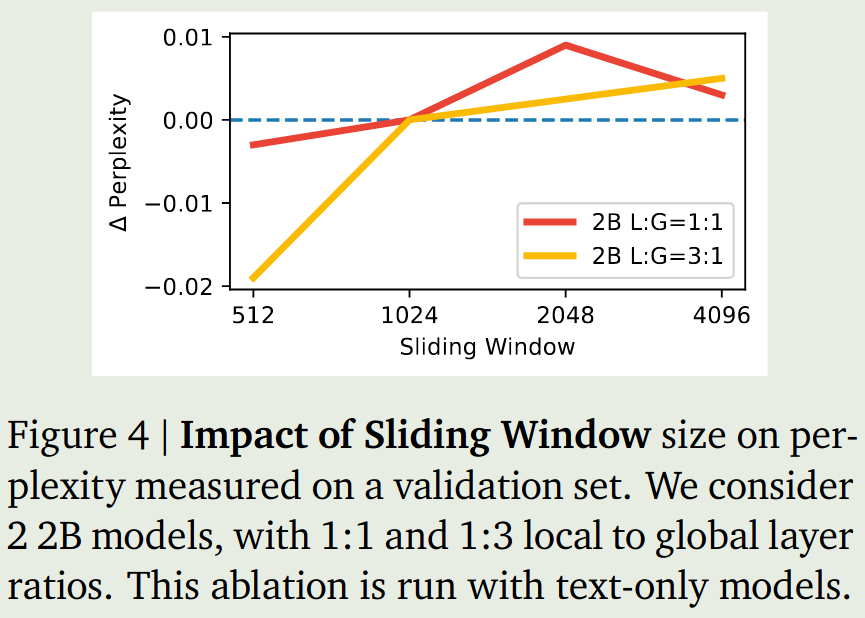 0.01
0.00
−0.01
−0.02
Δ Perplexity
2B L:G=1:1
2B L:G=3:1
512 1024 2048 4096
Sliding Window
Figure 4 | Impact of Sliding Window size on per-
plexity measured on a validation set. We consider
2 2B models, with 1:1 and 1:3 local to global layer
ratios. This ablation is run with text-only models.